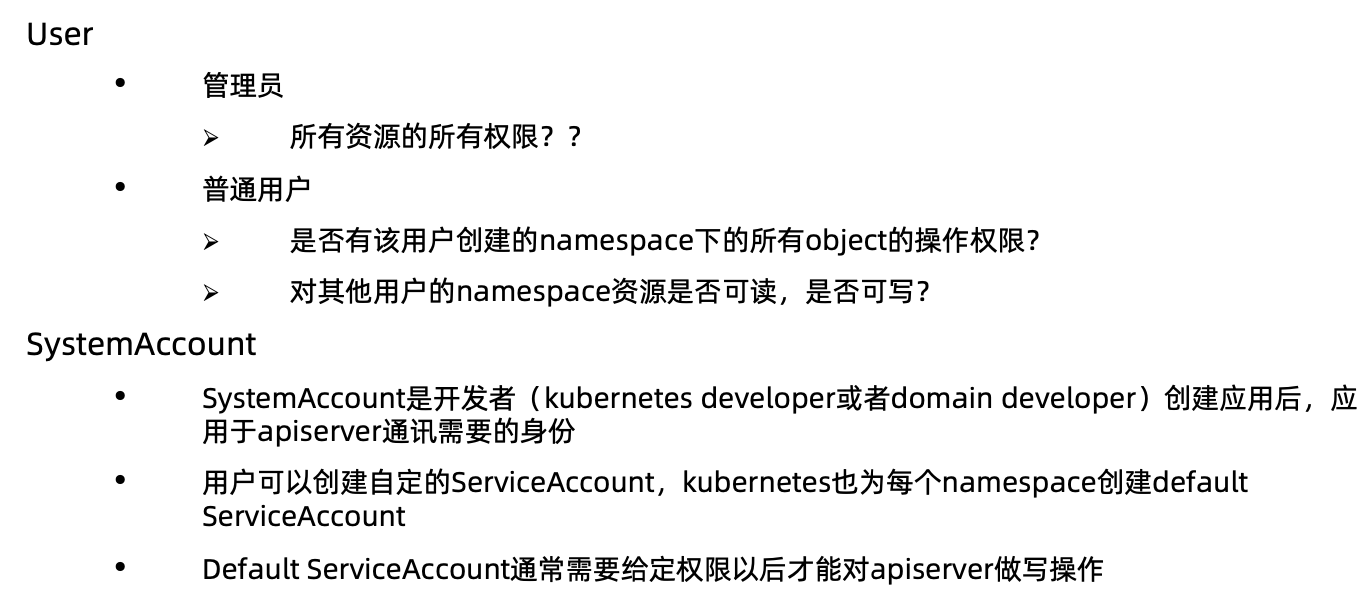 User
• 管理员
➢ 所有资源的所有权限？？
• 普通用户
➢ 是否有该用户创建的namespace下的所有object的操作权限？
➢ 对其他用户的namespace资源是否可读，是否可写？
SystemAccount
• SystemAccount是开发者（kubernetes developer或者domain developer）创建应用后，应
用于apiserver通讯需要的身份
• 用户可以创建自定的ServiceAccount，kubernetes也为每个namespace创建default
ServiceAccount
• Default ServiceAccount通常需要给定权限以后才能对apiserver做写操作